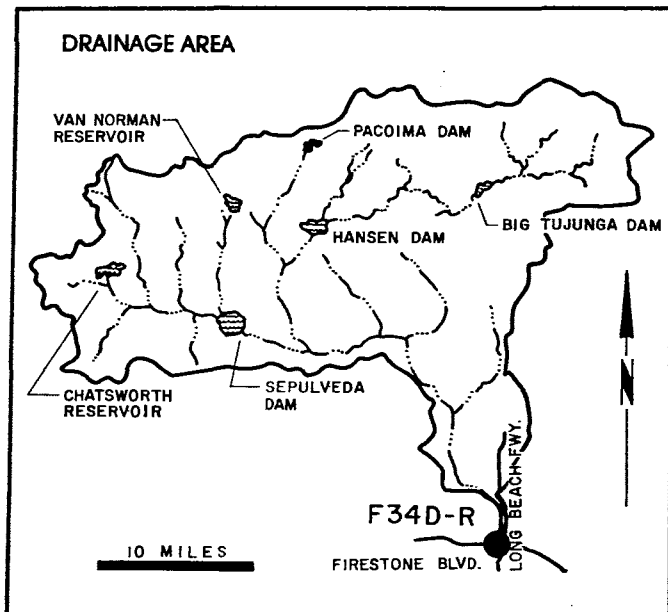 DRAINAGE AREA
VAN NORMAN
RESERVOIR
PACOIMA DAM
BIG TUJUNGA DAM
HANSEN DAM
CHATSWORTH
RESERVOIR
SEPULVEDA
DAM
N
LONG BEACH FWY.
F34D-R
10 MILES
FIRESTONE BLVD.